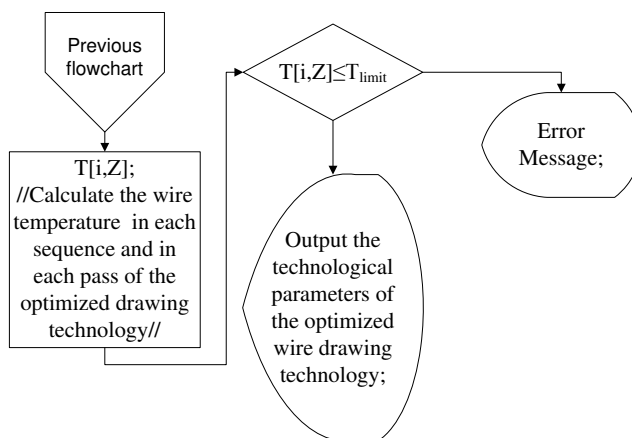 Previous
flowchart
T[i,Z];
//Calculate the wire
temperature in each
sequence and in
each pass of the
optimized drawing
technology//
T[i,Z]≤Tlimit
Output the
technological
parameters of
the optimized
wire drawing
technology;
Error
Message;